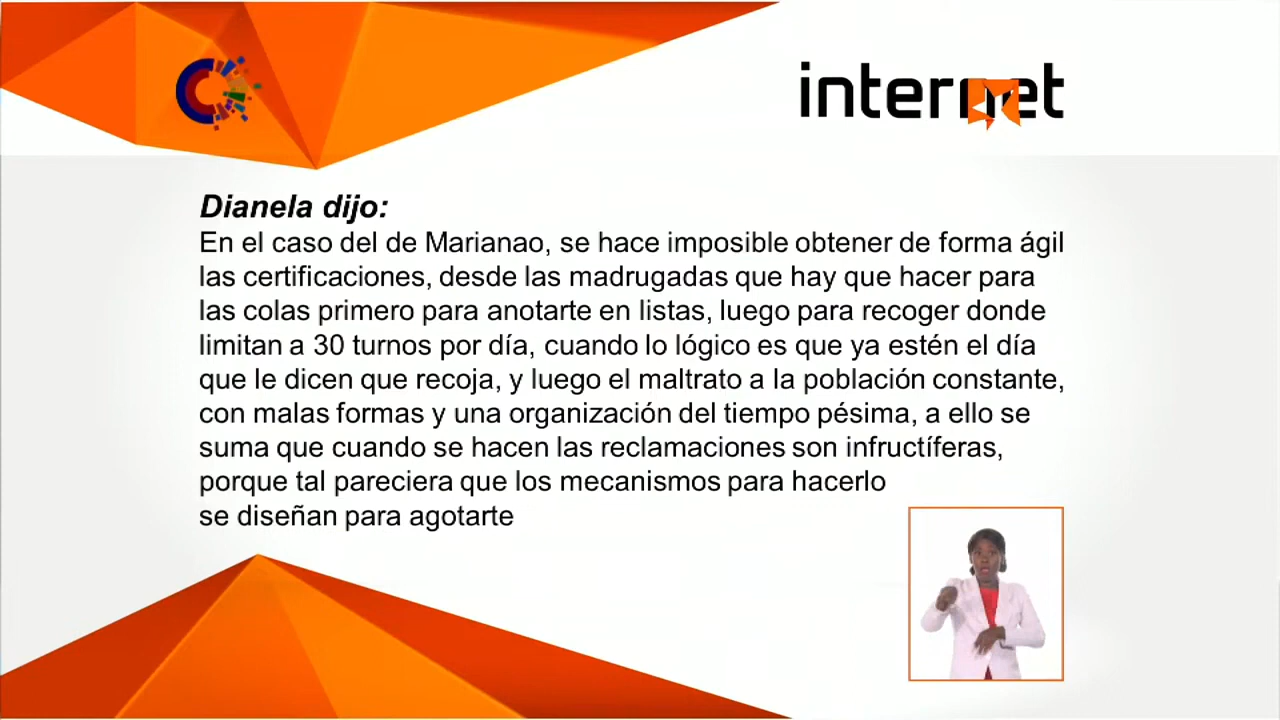 internet
Dianela dijo:
En el caso del de Marianao, se hace imposible obtener de forma ágil
las certificaciones, desde las madrugadas que hay que hacer para
las colas primero para anotarte en listas, luego para recoger donde
limitan a 30 turnos por día, cuando lo lógico es que ya estén el día
que le dicen que recoja, y luego el maltrato a la población constante,
con malas formas y una organización del tiempo pésima, a ello se
suma que cuando se hacen las reclamaciones son infructíferas,
porque tal pareciera que los mecanismos para hacerlo
se diseñan para agotarte